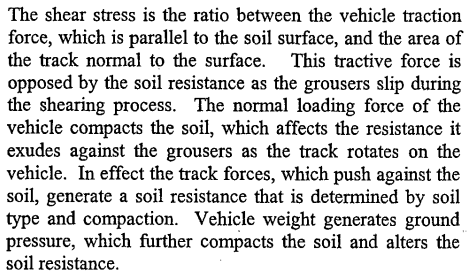 The shear stress is the ratio between the vehicle traction
force, which is parallel to the soil surface, and the area of
the track normal to the surface. This tractive force is
opposed by the soil resistance as the grousers slip during
the shearing process. The normal loading force of the
vehicle compacts the soil, which affects the resistance it
exudes against the grousers as the track rotates on the
vehicle. In effect the track forces, which push against the
soil, generate a soil resistance that is determined by soil
type and compaction. Vehicle weight generates ground
pressure, which further compacts the soil and alters the
soil resistance.